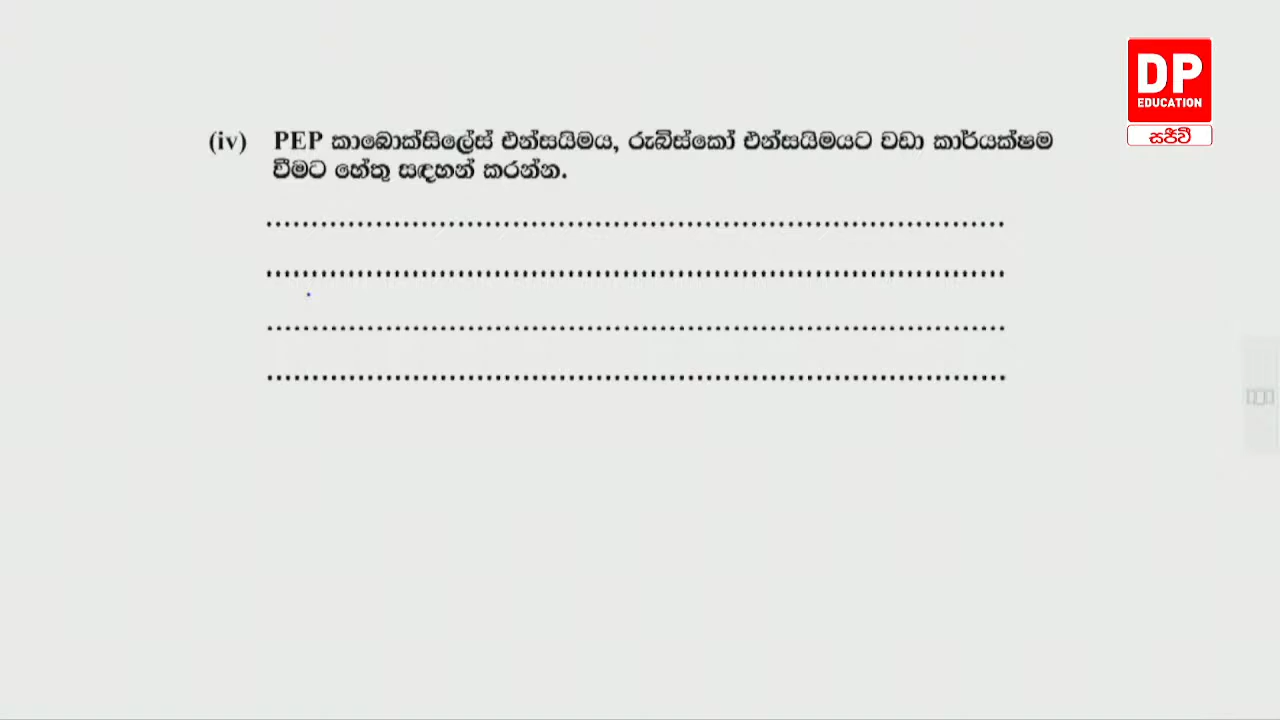 DP
EDUCATION
සජීවී
(iv) PEP කාබොක්සිලේස් එන්සයිමය, රුබිස්කෝ එන්සයිමයට වඩා කාර්යක්ෂම
වීමට හේතු සඳහන් කරන්න.